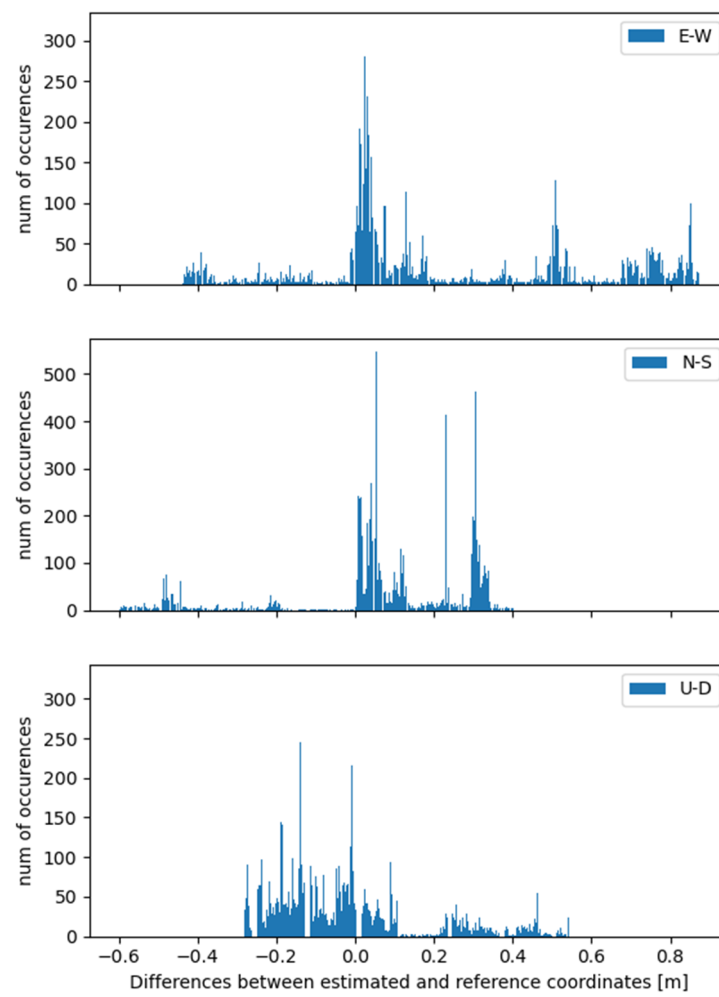 E-W
num of occurences
300
250
200
150
100
50
0
N-S
num of occurences
500
400
300
200
100
0
U-D
num of occurences
300
250
200
150
100
50
0
−0.6 −0.4 −0.2 0.0 0.2 0.4 0.6 0.8
Differences between estimated and reference coordinates [m]